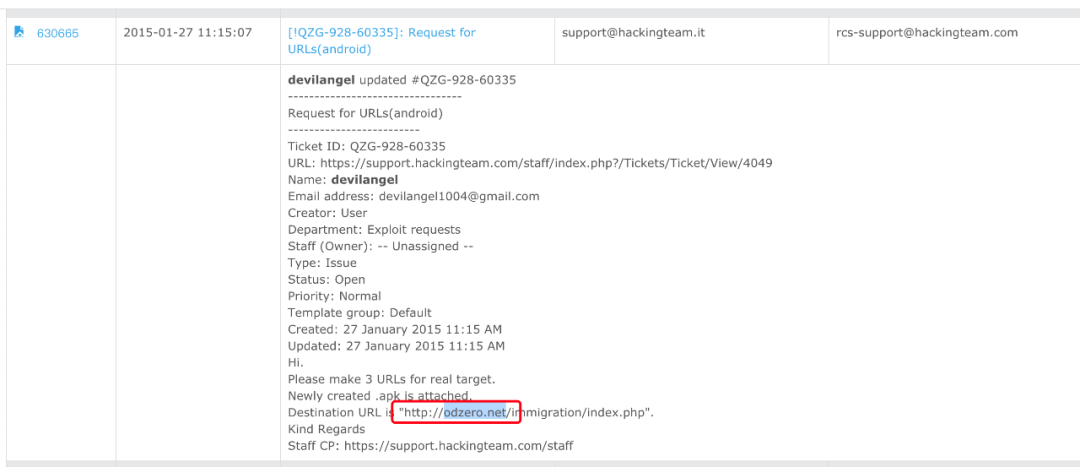 630665
2015-01-27 11:15:07
[!QZG-928-60335]: Request for
URLs(android)
support@hackingteam.it
rcs-support@hackingteam.com
devilangel updated #QZG-928-60335
---------------------------------
Request for URLs(android)
-------------------------
Ticket ID: QZG-928-60335
URL: https://support.hackingteam.com/staff/index.php?/Tickets/Ticket/View/4049
Name: devilangel
Email address: devilangel1004@gmail.com
Creator: User
Department: Exploit requests
Staff (Owner): -- Unassigned --
Type: Issue
Status: Open
Priority: Normal
Template group: Default
Created: 27 January 2015 11:15 AM
Updated: 27 January 2015 11:15 AM
Hi.
Please make 3 URLs for real target.
Newly created .apk is attached.
Destination URL is "http://odzero.net/immigration/index.php".
Kind Regards
Staff CP: https://support.hackingteam.com/staff